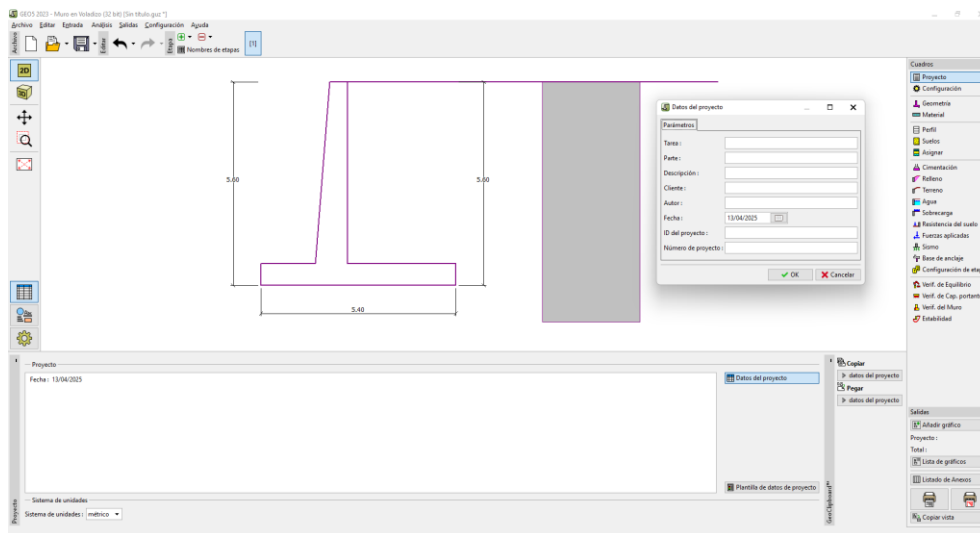 GEO5 2023 - Muro en Voladizo (32 bit) [Sin título.guz *]
Archivo Editar Entrada Análisis Salidas Configuración Ayuda
Archivo
Editar
Etapa
Nombres de etapas
[1]
2D
3D
5.60
5.60
5.40
Datos del proyecto
Parámetros
Tarea :
Parte :
Descripción :
Cliente :
Autor :
Fecha : 13/04/2025
ID del proyecto :
Número de proyecto :
OK Cancelar
Cuadros
Proyecto
Configuración
Geometría
Material
Perfil
Suelos
Asignar
Cimentación
Relleno
Terreno
Agua
Sobrecarga
Resistencia del suelo
Fuerzas aplicadas
Sismo
Base de anclaje
Configuración de eta
Verif. de Equilibrio
Verif. de Cap. portant
Verif. del Muro
Estabilidad
Proyecto
Proyecto
Fecha : 13/04/2025
Datos del proyecto
Plantilla de datos de proyecto
Sistema de unidades
Sistema de unidades : métrico
GeoClipboard™
Copiar
datos del proyecto
Pegar
datos del proyecto
Salidas
Añadir gráfico
Proyecto :
Total :
Lista de gráficos
Listado de Anexos
Copiar vista